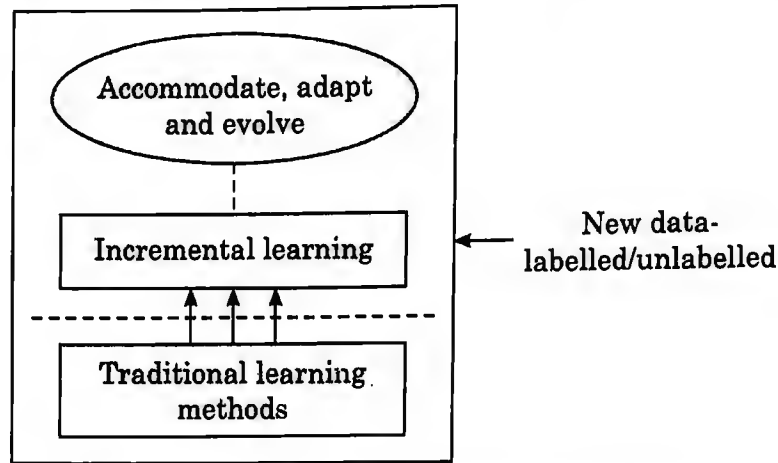 Accommodate, adapt
and evolve
Incremental learning
New data-
labelled/unlabelled
Traditional learning
methods